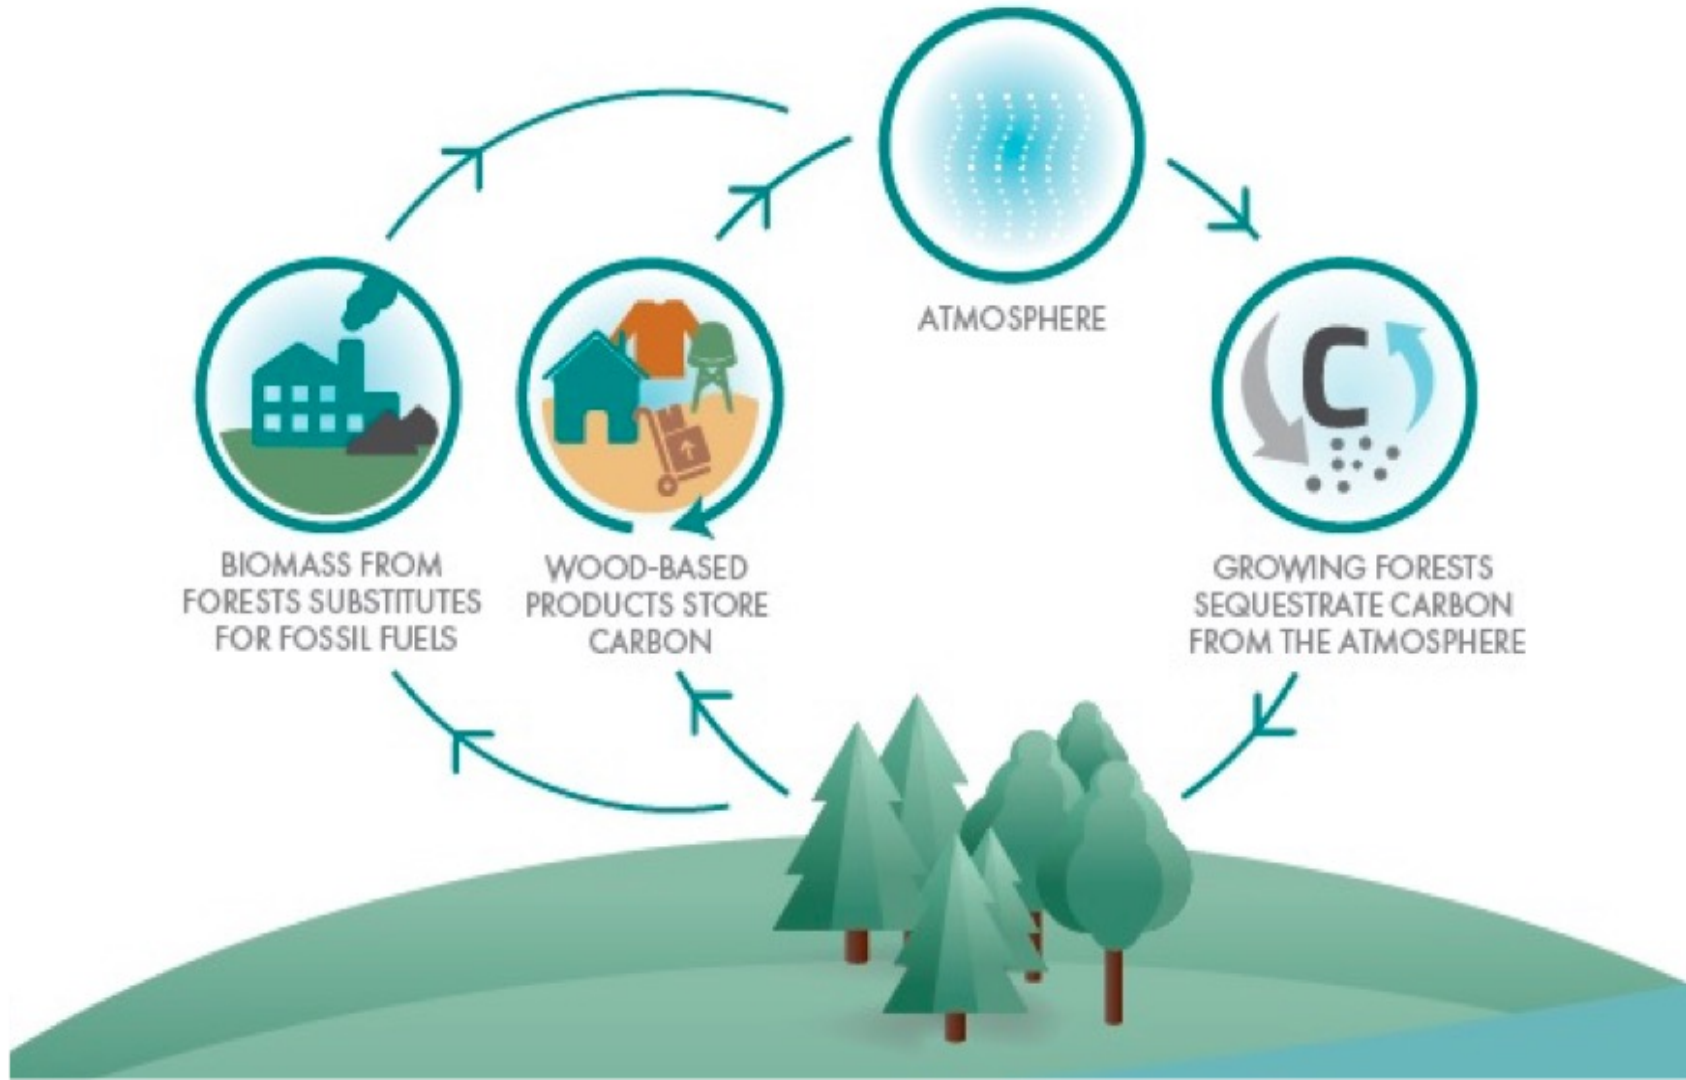 ATMOSPHERE
BIOMASS FROM
FORESTS SUBSTITUTES
FOR FOSSIL FUELS
WOOD-BASED
PRODUCTS STORE
CARBON
C
GROWING FORESTS
SEQUESTRATE CARBON
FROM THE ATMOSPHERE